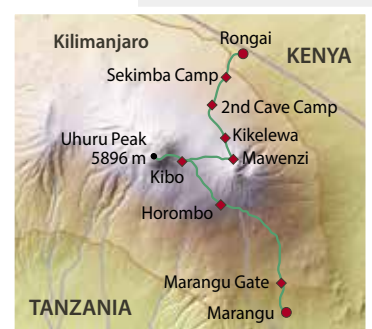 Rongai
Kilimanjaro
KENYA
Sekimba Camp
2nd Cave Camp
Kikelewa
Uhuru Peak
5896 m
Mawenzi
Kibo
Horombo
Marangu Gate
TANZANIA
Marangu